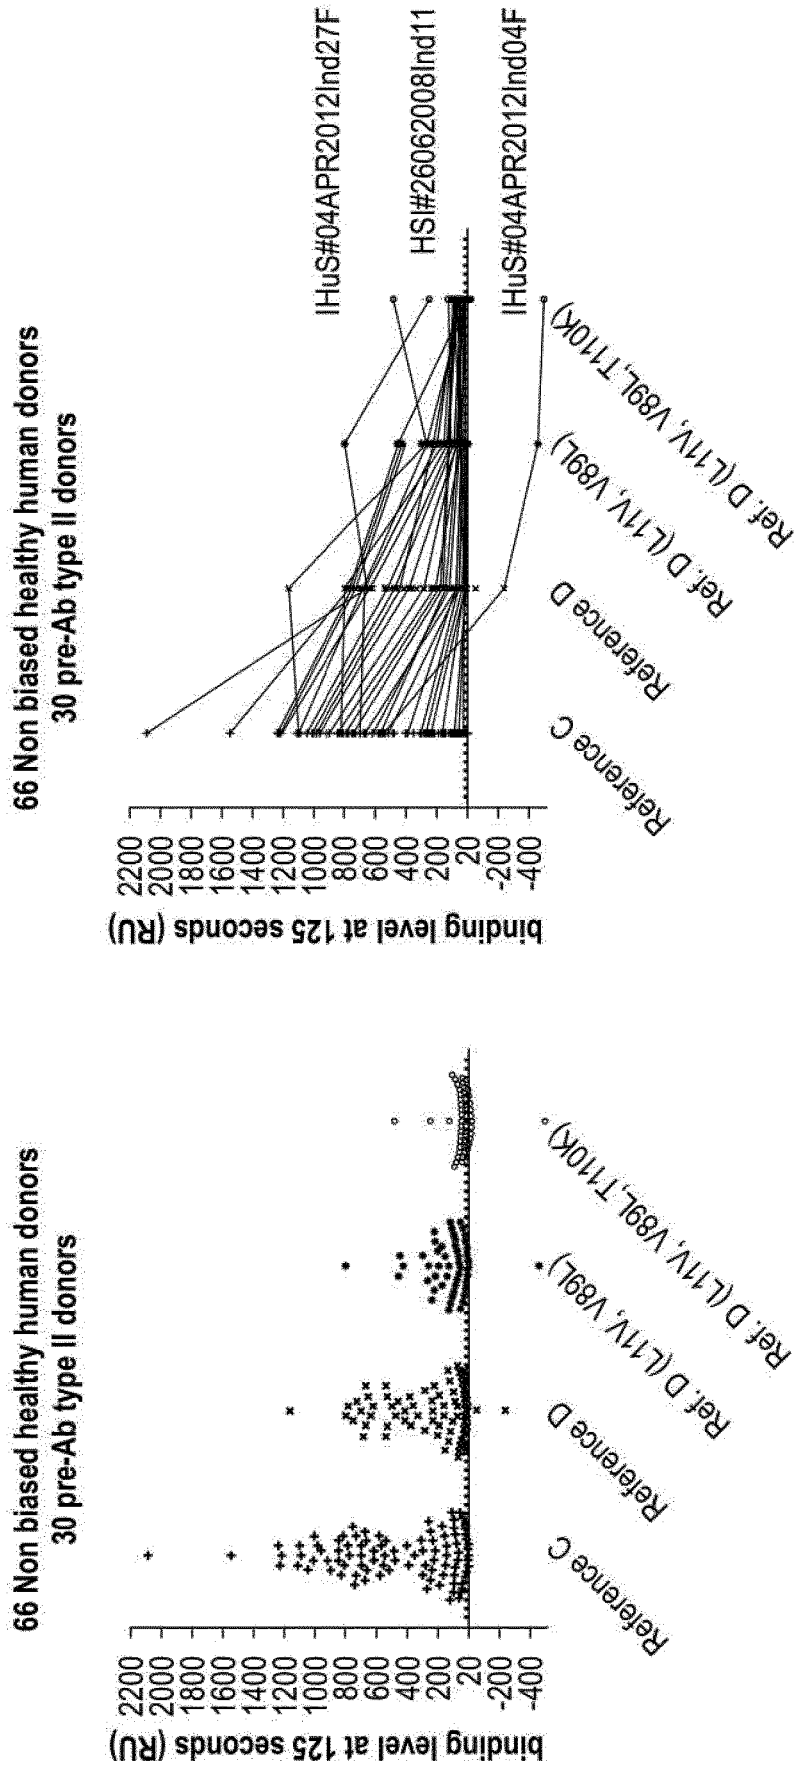 66 Non biased healthy human donors
30 pre-Ab type II donors
binding level at 125 seconds (RU)
2200
2000
1800
1600
1400
1200
1000
800
600
400
200
20
-200
-400
Reference C
Reference D
Ref. D (L11V, V89L)
Ref. D (L11V, V89L, T110K)
66 Non biased healthy human donors
30 pre-Ab type II donors
binding level at 125 seconds (RU)
2200
2000
1800
1600
1400
1200
1000
800
600
400
200
20
-200
-400
Reference C
Reference D
Ref. D (L11V, V89L)
Ref. D (L11V, V89L, T110K)
IHuS#04APR2012Ind27F
HSI#26062008Ind11
IHuS#04APR2012Ind04F